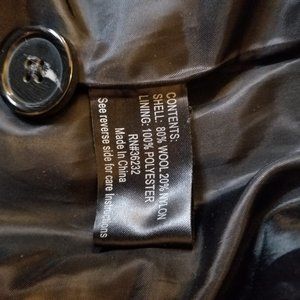 CONTENTS:
SHELL: 80% WOOL 20% NYLON
LINING: 100% POLYESTER
RN#36232
Made In China
See reverse side for care Instructions